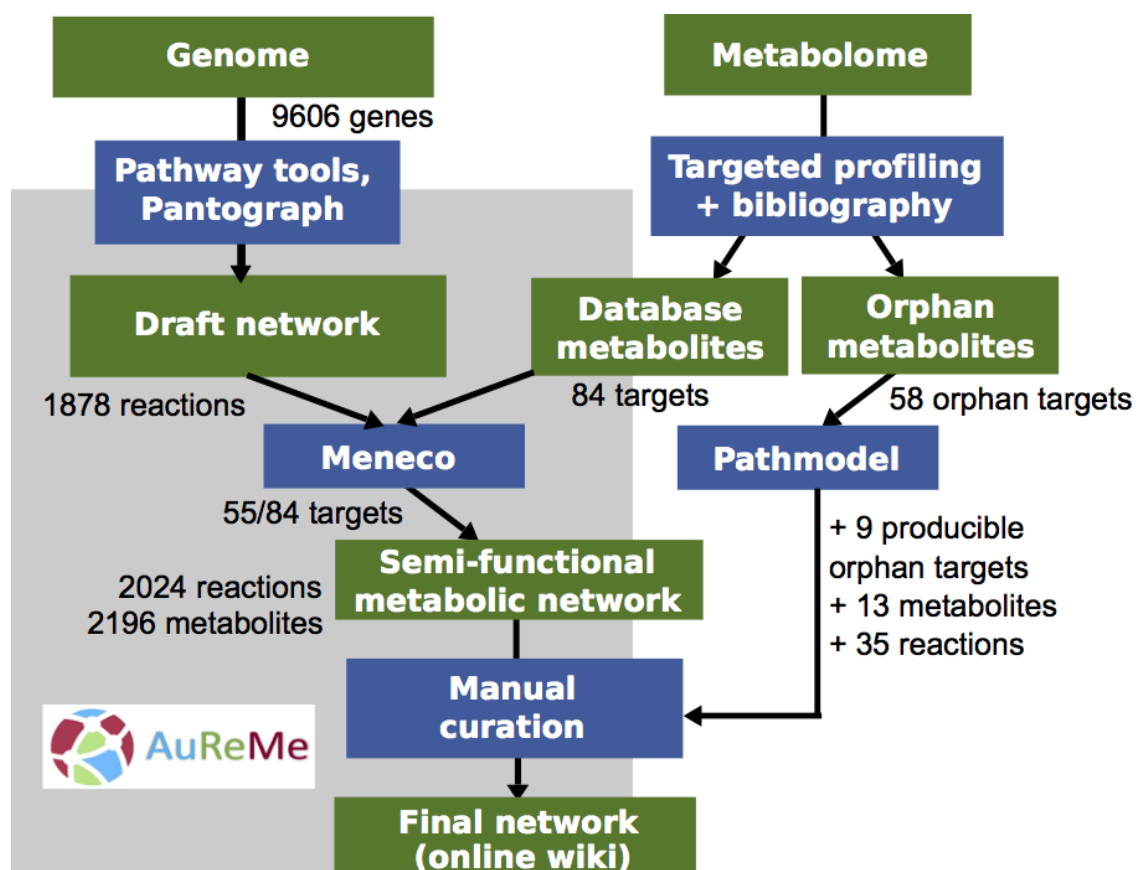 Genome
Metabolome
9606 genes
Pathway tools,
Pantograph
Targeted profiling
+ bibliography
Draft network
Database
metabolites
Orphan
metabolites
1878 reactions
84 targets
58 orphan targets
Meneco
Pathmodel
55/84 targets
+ 9 producible
orphan targets
+ 13 metabolites
+ 35 reactions
Semi-functional
metabolic network
2024 reactions
2196 metabolites
Manual
curation
AuReMe
Final network
(online wiki)